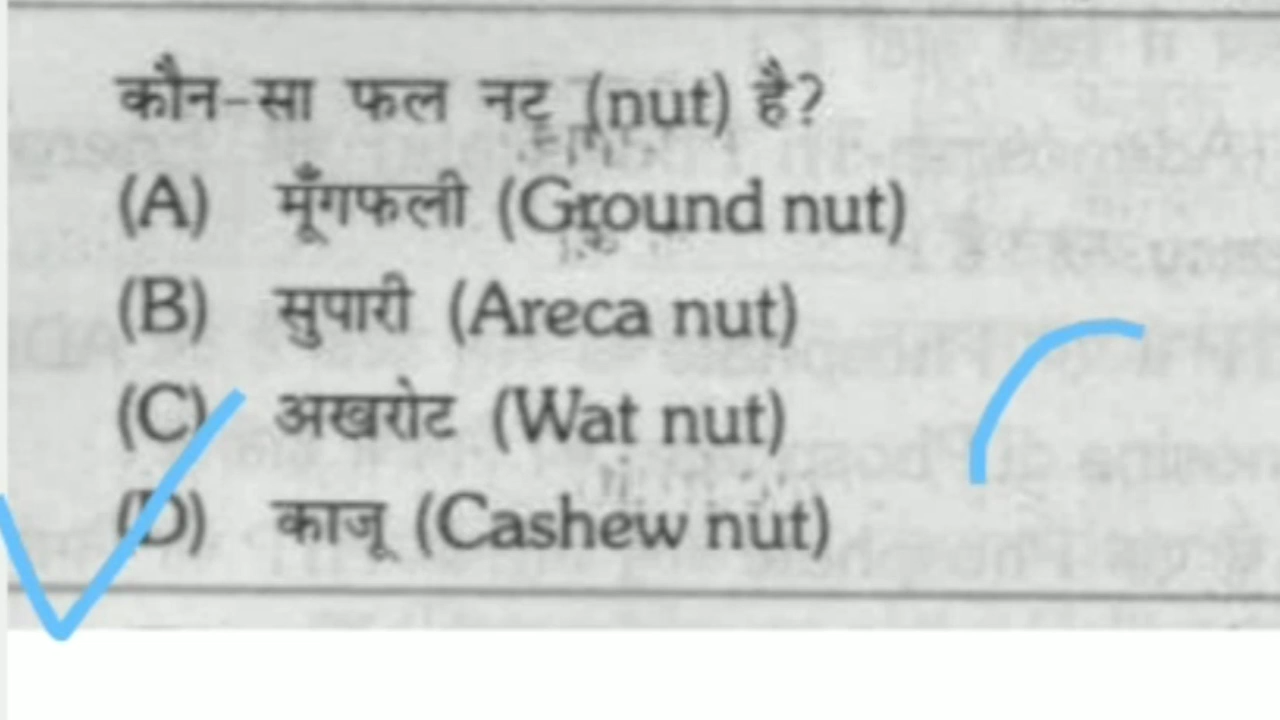 कौन-सा फल नट (nut) है?
(A) मूँगफली (Ground nut)
(B) सुपारी (Areca nut)
(C) अखरोट (Wat nut)
(D) काजू (Cashew nut)